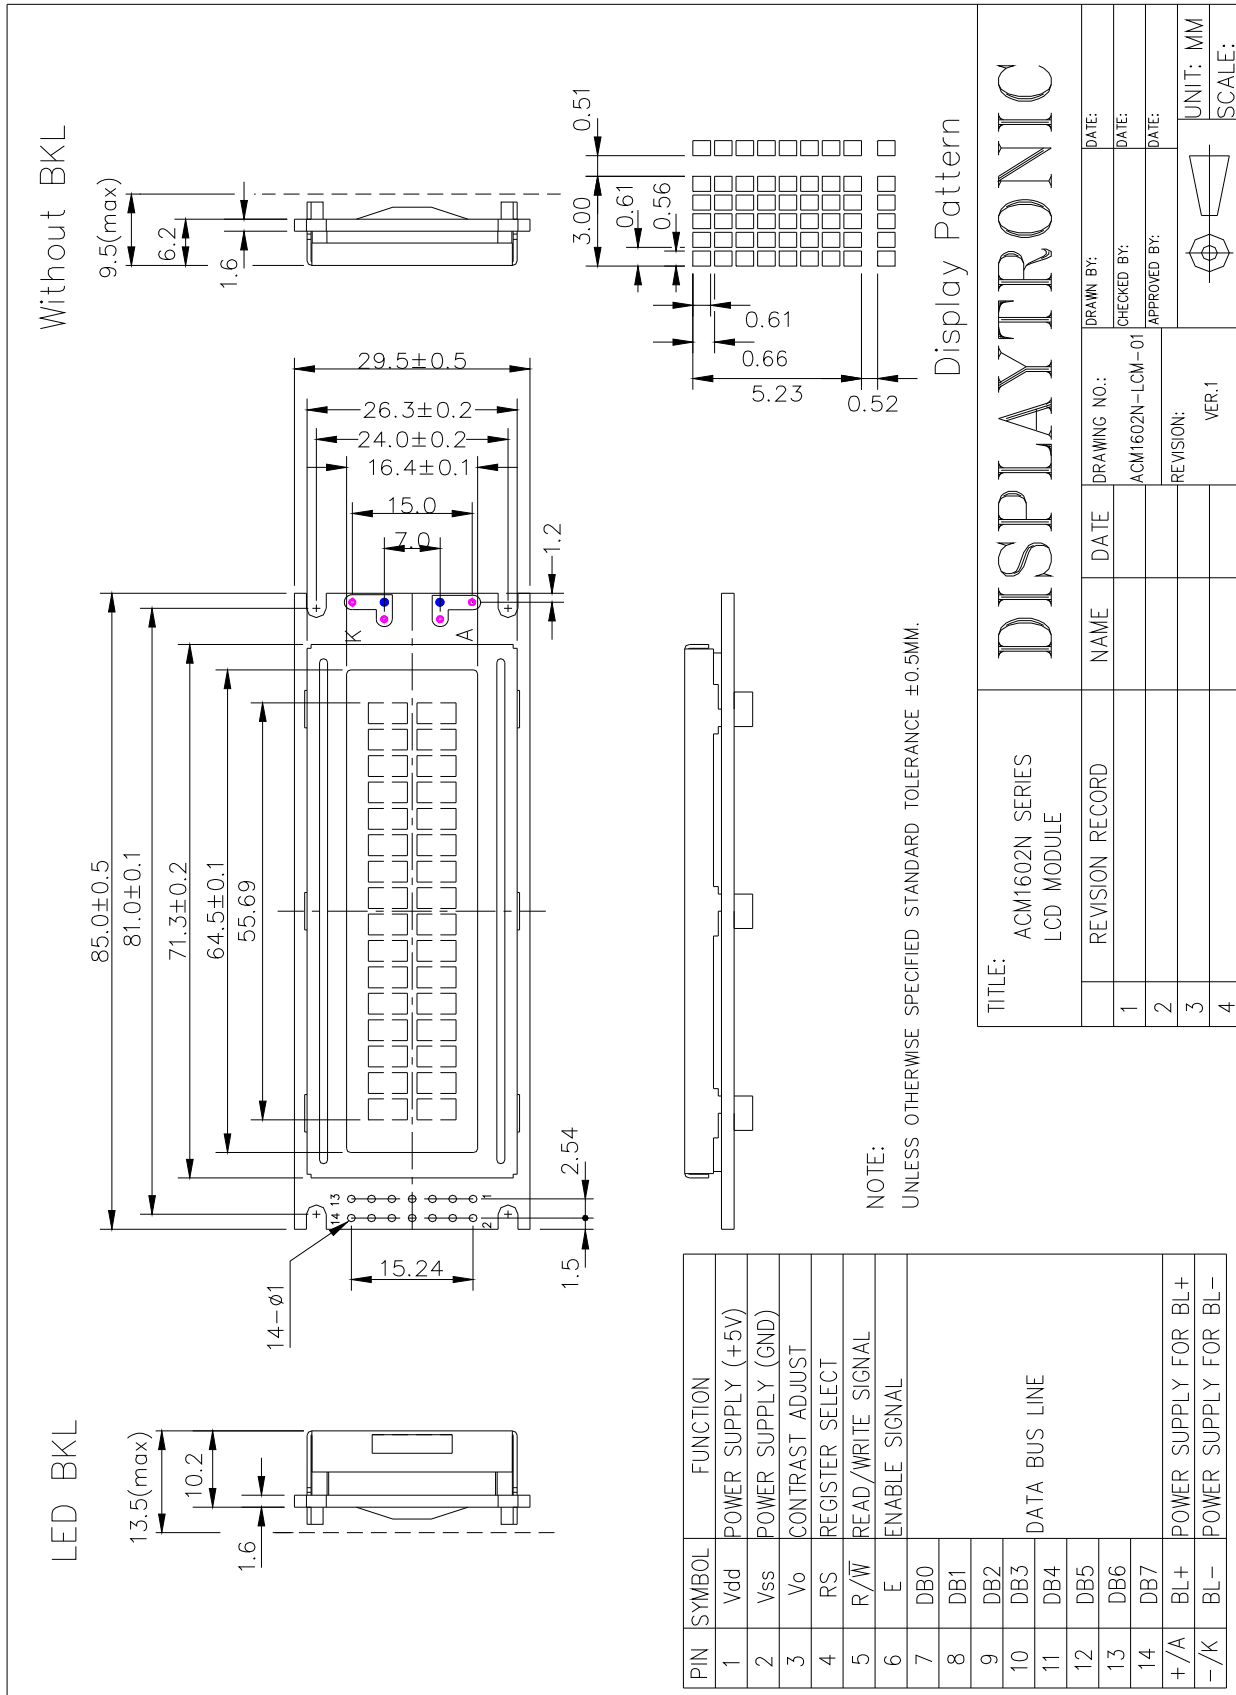 LED BKL
13.5(max)
10.2
1.6
85.0±0.5
81.0±0.1
71.3±0.2
64.5±0.1
55.69
14-ø1
14 13
2 1
15.24
1.5
2.54
K
A
29.5±0.5
26.3±0.2
24.0±0.2
16.4±0.1
15.0
7.0
1.2
Without BKL
9.5(max)
6.2
1.6
3.00
0.51
0.61
0.56
0.61
0.66
5.23
0.52
Display Pattern
PIN SYMBOL FUNCTION
1 Vdd POWER SUPPLY (+5V)
2 Vss POWER SUPPLY (GND)
3 Vo CONTRAST ADJUST
4 RS REGISTER SELECT
5 R/W̅ READ/WRITE SIGNAL
6 E ENABLE SIGNAL
7 DB0
8 DB1
9 DB2
10 DB3 DATA BUS LINE
11 DB4
12 DB5
13 DB6
14 DB7
+/A BL+ POWER SUPPLY FOR BL+
-/K BL- POWER SUPPLY FOR BL-
NOTE:
UNLESS OTHERWISE SPECIFIED STANDARD TOLERANCE ±0.5MM.
TITLE:
ACM1602N SERIES
LCD MODULE
DISPLAYTRONIC
REVISION RECORD NAME DATE
1
2
3
4
DRAWING NO.:
ACM1602N-LCM-01
REVISION:
VER.1
DRAWN BY: DATE:
CHECKED BY: DATE:
APPROVED BY: DATE:
UNIT: MM
SCALE: